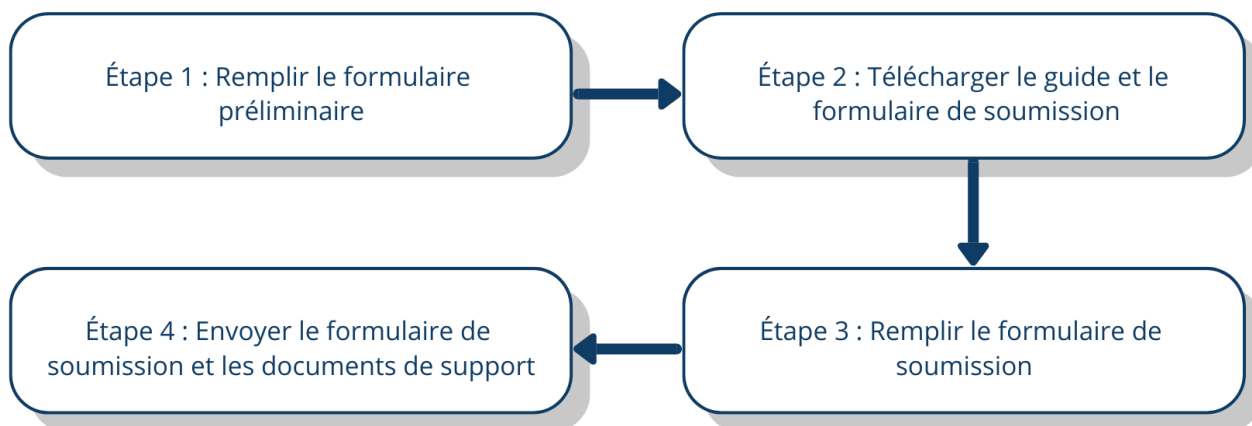 Étape 1 : Remplir le formulaire
préliminaire
Étape 2 : Télécharger le guide et le
formulaire de soumission
Étape 3 : Remplir le formulaire de
soumission
Étape 4 : Envoyer le formulaire de
soumission et les documents de support